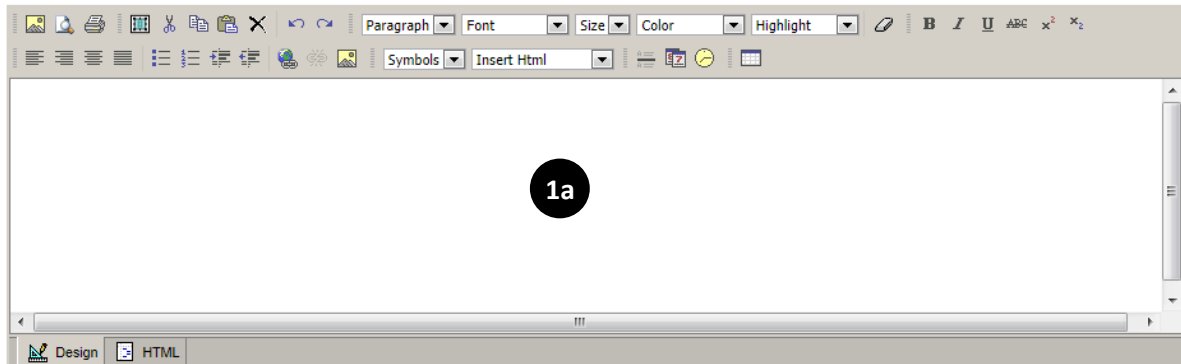 Paragraph Font Size Color Highlight B I U ABC x² x₂
Symbols Insert Html
1a
Design HTML